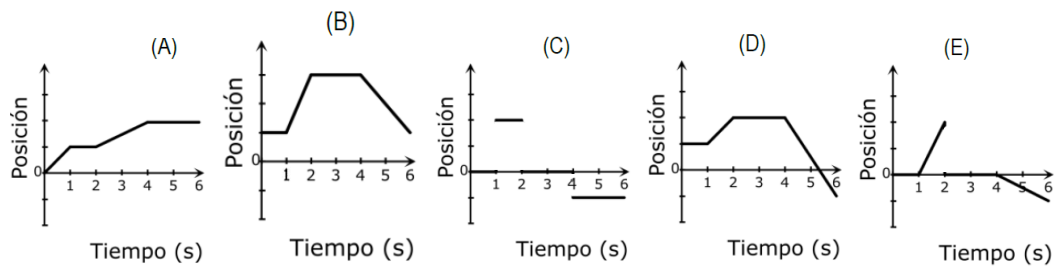 (A)
Posición
0
1 2 3 4 5 6
Tiempo (s)
(B)
Posición
0
1 2 3 4 5 6
Tiempo (s)
(C)
Posición
0
1 2 3 4 5 6
Tiempo (s)
(D)
Posición
0
1 2 3 4 5 6
Tiempo (s)
(E)
Posición
0
1 2 3 4 5 6
Tiempo (s)